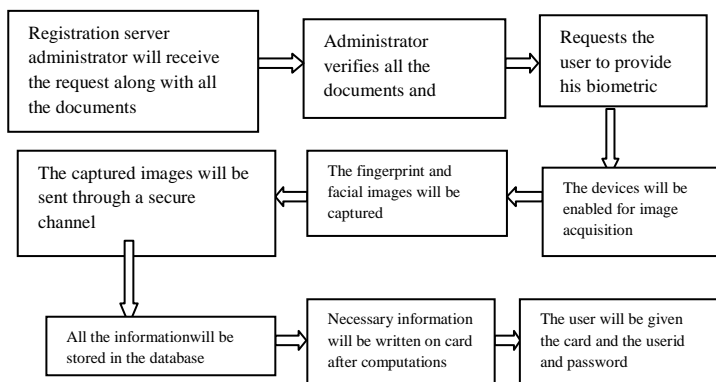 Registration server
administrator will receive
the request along with all
the documents
Administrator
verifies all the
documents and
Requests the
user to provide
his biometric
The devices will be
enabled for image
acquisition
The fingerprint and
facial images will be
captured
The captured images will be
sent through a secure
channel
All the informationwill be
stored in the database
Necessary information
will be written on card
after computations
The user will be given
the card and the userid
and password